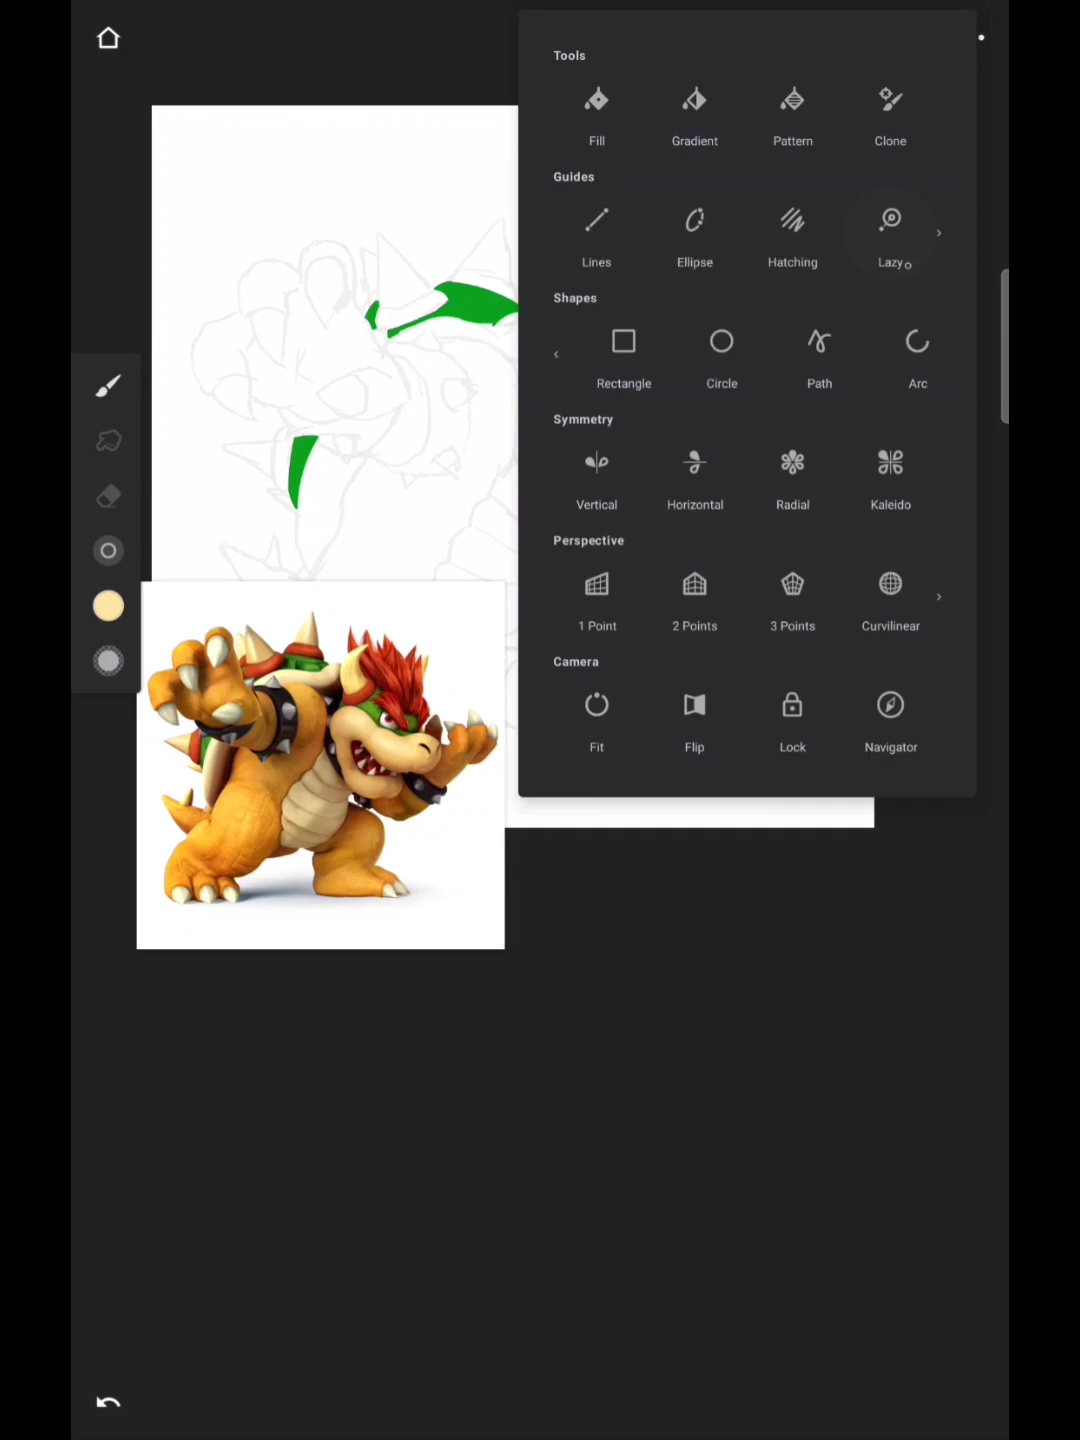 Tools
Fill Gradient Pattern Clone
Guides
Lines Ellipse Hatching Lazy
Shapes
Rectangle Circle Path Arc
Symmetry
Vertical Horizontal Radial Kaleido
Perspective
1 Point 2 Points 3 Points Curvilinear
Camera
Fit Flip Lock Navigator